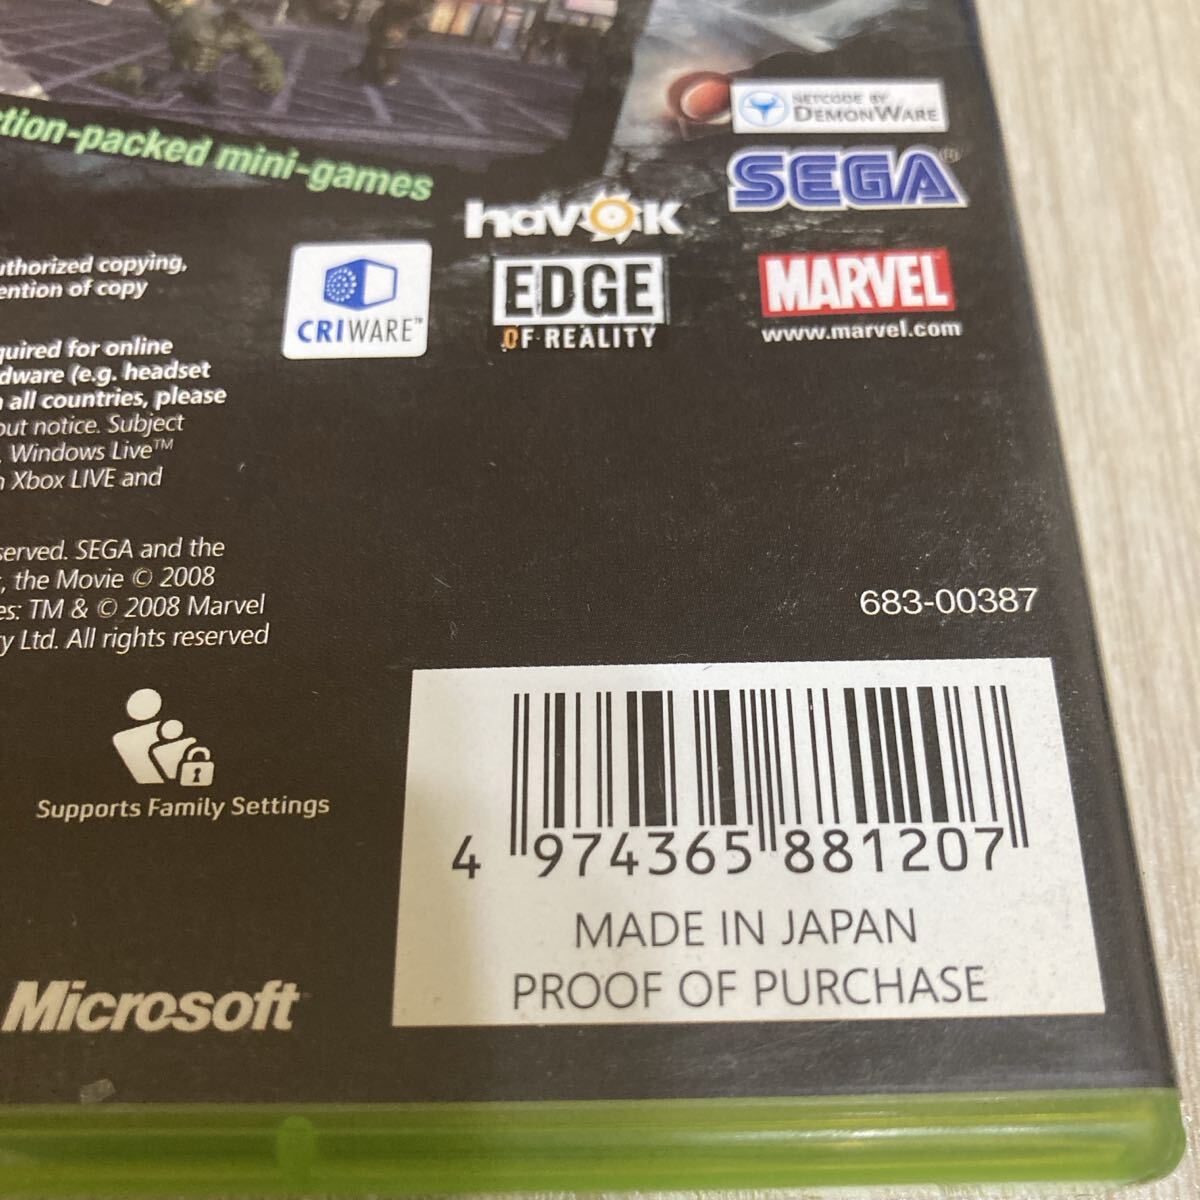 ction-packed mini-games
NETCODE BY
DEMONWARE
SEGA®
havok
CRIWARE™
EDGE
OF REALITY
MARVEL
www.marvel.com
uthorized copying,
ention of copy
quired for online
dware (e.g. headset
n all countries, please
out notice. Subject
. Windows Live™
n Xbox LIVE and
served. SEGA and the
, the Movie © 2008
es: TM & © 2008 Marvel
y Ltd. All rights reserved
683-00387
Supports Family Settings
4 974365 881207
MADE IN JAPAN
PROOF OF PURCHASE
Microsoft